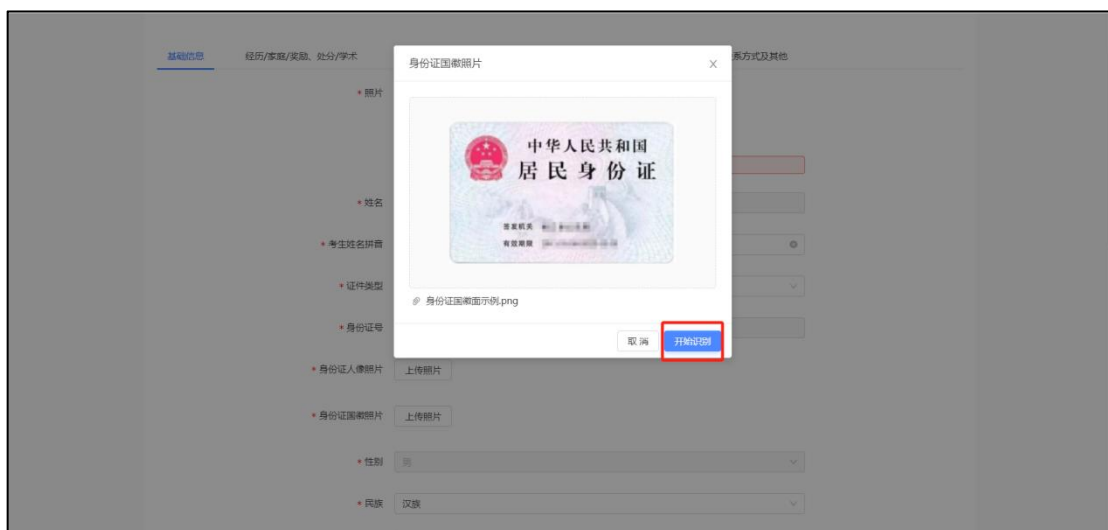 基础信息 经历/家庭/奖励、处分/学术 系方式及其他
身份证国徽照片
* 照片
中华人民共和国
居民身份证
签发机关
有效期限
* 姓名
* 考生姓名拼音
* 证件类型
身份证国徽面示例.png
* 身份证号
取消 开始识别
* 身份证人像照片 上传照片
* 身份证国徽照片 上传照片
* 性别 男
* 民族 汉族